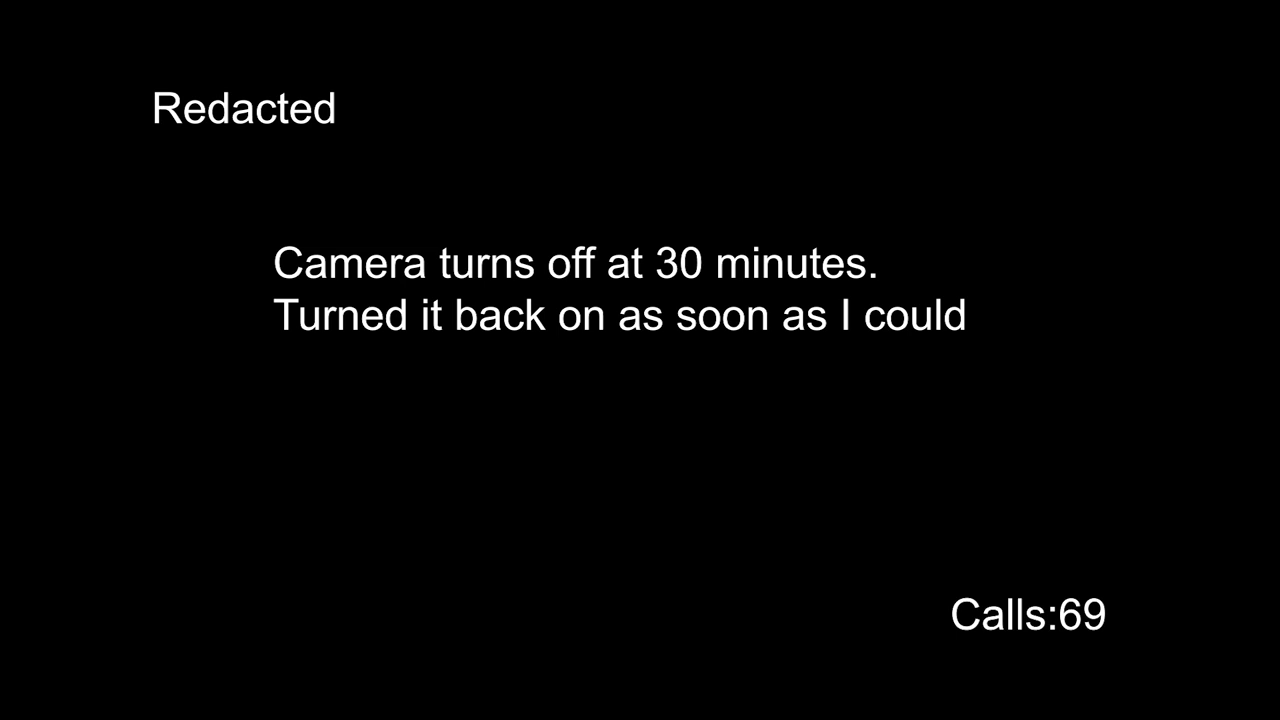 Redacted
Camera turns off at 30 minutes.
Turned it back on as soon as I could
Calls:69